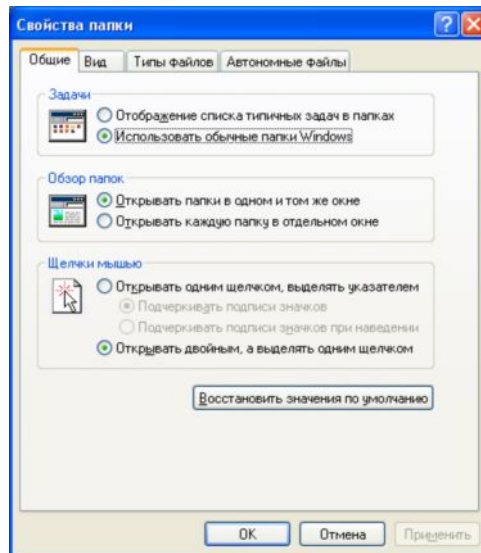 Свойства папки
Общие Вид Типы файлов Автономные файлы
Задачи
Отображение списка типичных задач в папках
Использовать обычные папки Windows
Обзор папок
Открывать папки в одном и том же окне
Открывать каждую папку в отдельном окне
Щелчки мышью
Открывать одним щелчком, выделять указателем
Подчеркивать подписи значков
Подчеркивать подписи значков при наведении
Открывать двойным, а выделять одним щелчком
Восстановить значения по умолчанию
ОК Отмена Применить